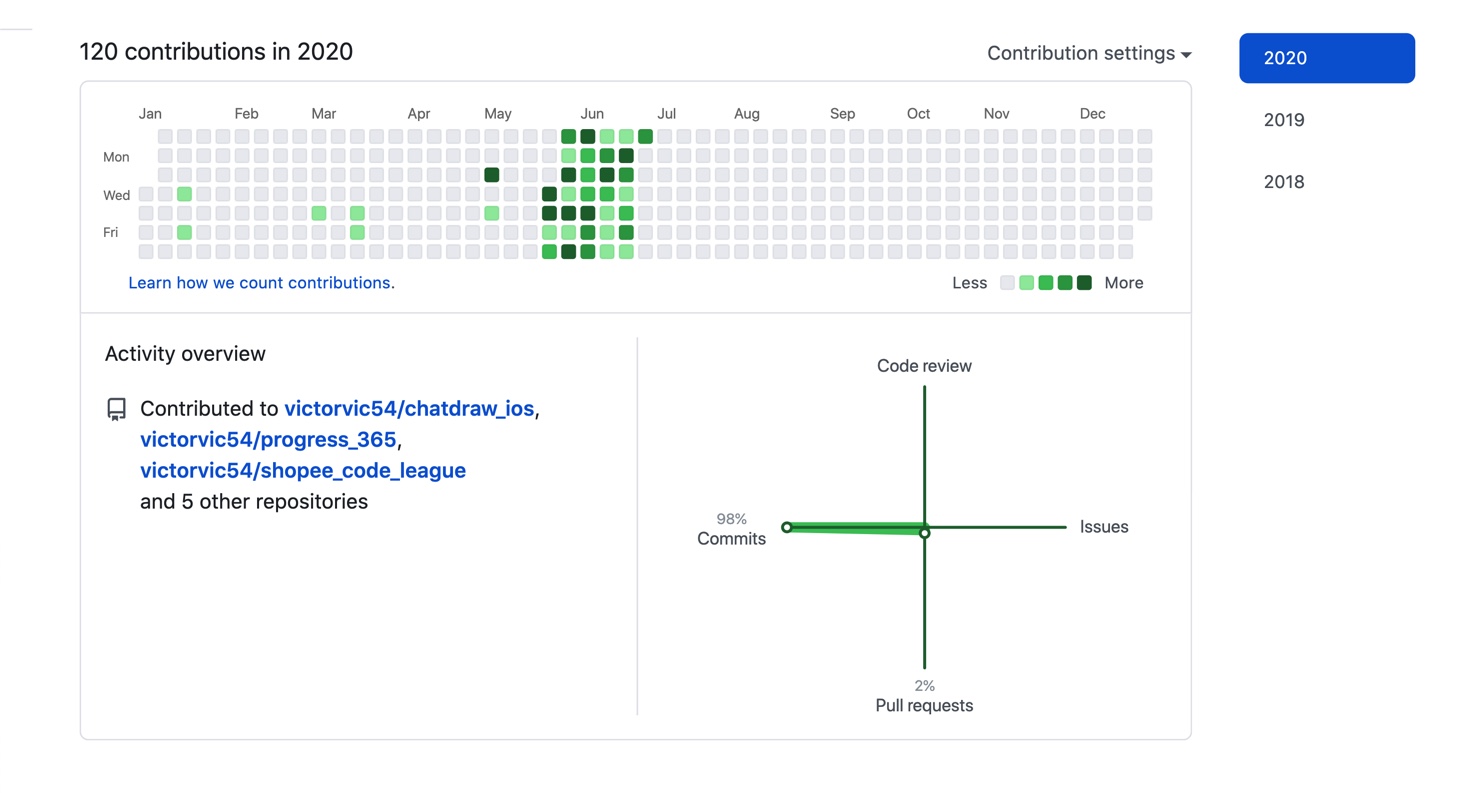 120 contributions in 2020
Contribution settings
2020
2019
2018
Jan Feb Mar Apr May Jun Jul Aug Sep Oct Nov Dec
Mon
Wed
Fri
Learn how we count contributions.
Less More
Activity overview
Contributed to victorvic54/chatdraw_ios,
victorvic54/progress_365,
victorvic54/shopee_code_league
and 5 other repositories
Code review
98%
Commits
Issues
2%
Pull requests